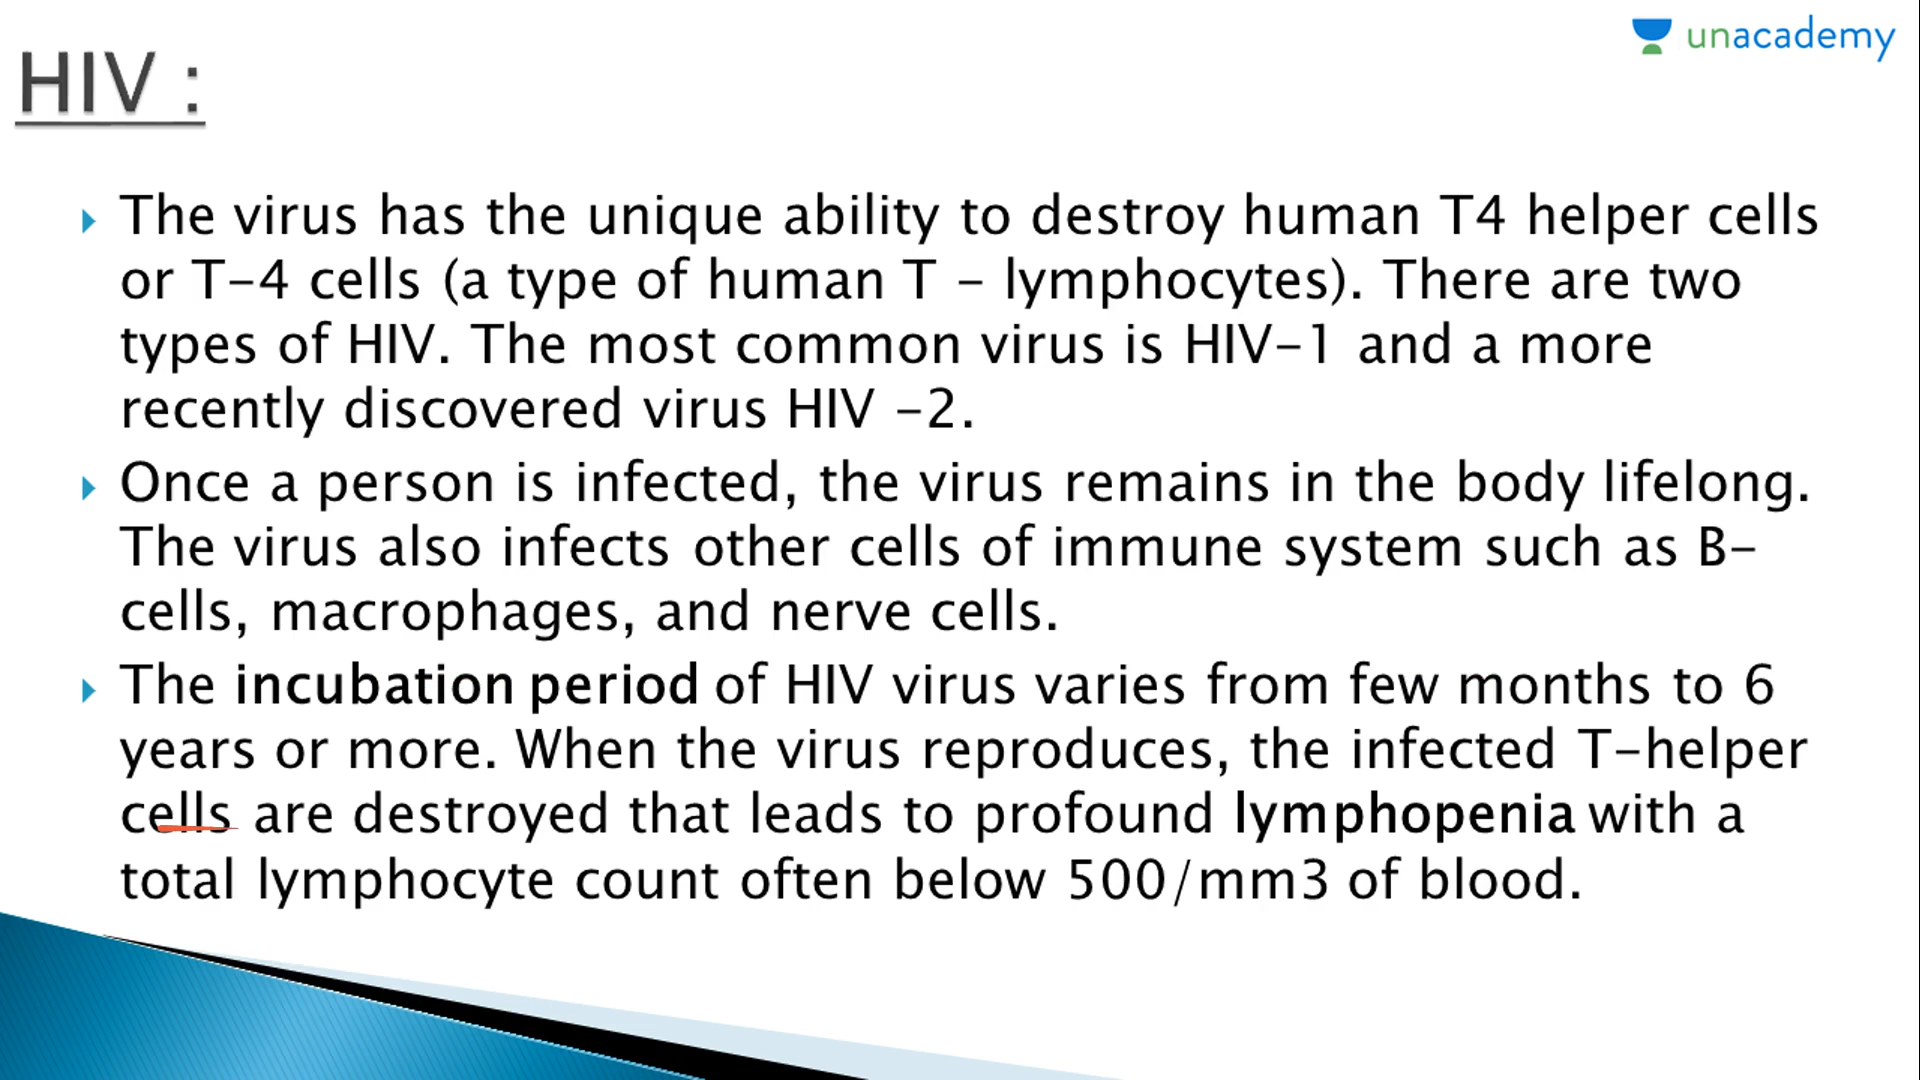 unacademy
HIV :
The virus has the unique ability to destroy human T4 helper cells
or T-4 cells (a type of human T - lymphocytes). There are two
types of HIV. The most common virus is HIV-1 and a more
recently discovered virus HIV -2.
Once a person is infected, the virus remains in the body lifelong.
The virus also infects other cells of immune system such as B-
cells, macrophages, and nerve cells.
The incubation period of HIV virus varies from few months to 6
years or more. When the virus reproduces, the infected T-helper
cells are destroyed that leads to profound lymphopenia with a
total lymphocyte count often below 500/mm3 of blood.